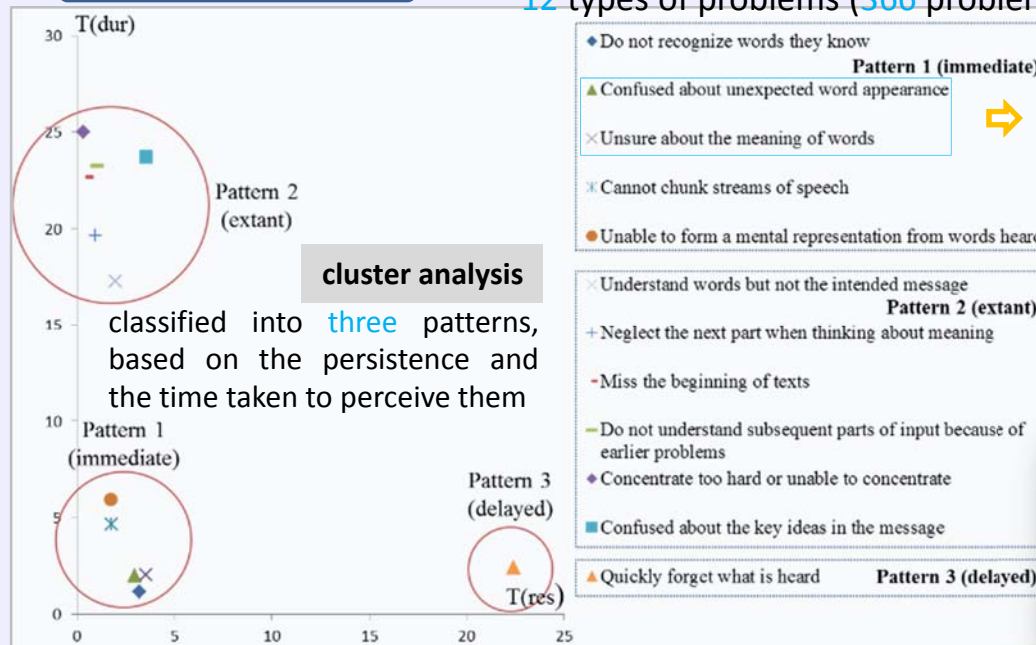 12 types of problems (366 problem
T(dur)
30
25
20
15
10
5
0
0 5 10 15 20 25
T(res)
Pattern 2
(extant)
cluster analysis
classified into three patterns,
based on the persistence and
the time taken to perceive them
Pattern 1
(immediate)
Pattern 3
(delayed)
Do not recognize words they know
Pattern 1 (immediate)
Confused about unexpected word appearance
Unsure about the meaning of words
Cannot chunk streams of speech
Unable to form a mental representation from words heard
Understand words but not the intended message
Pattern 2 (extant)
Neglect the next part when thinking about meaning
Miss the beginning of texts
Do not understand subsequent parts of input because of
earlier problems
Concentrate too hard or unable to concentrate
Confused about the key ideas in the message
Quickly forget what is heard
Pattern 3 (delayed)